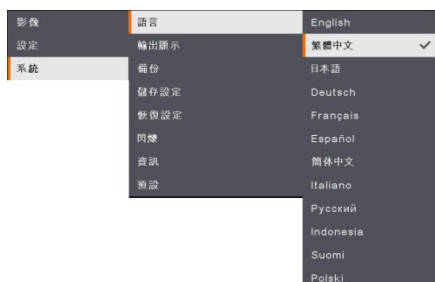 影像
設定
系統
語言
輸出顯示
備份
儲存設定
恢復設定
閃爍
資訊
預設
English
繁體中文
日本語
Deutsch
Français
Español
简体中文
Italiano
Русский
Indonesia
Suomi
Polski